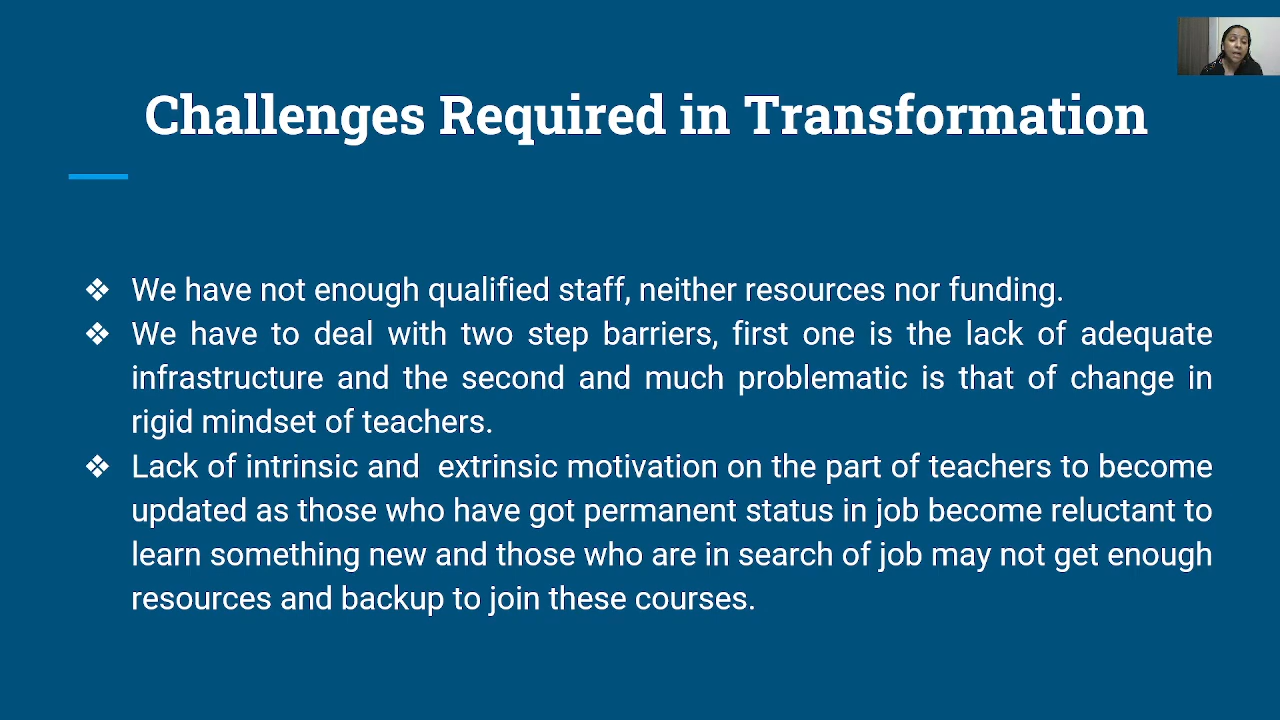 Challenges Required in Transformation
❖ We have not enough qualified staff, neither resources nor funding.
❖ We have to deal with two step barriers, first one is the lack of adequate
infrastructure and the second and much problematic is that of change in
rigid mindset of teachers.
❖ Lack of intrinsic and  extrinsic motivation on the part of teachers to become
updated as those who have got permanent status in job become reluctant to
learn something new and those who are in search of job may not get enough
resources and backup to join these courses.